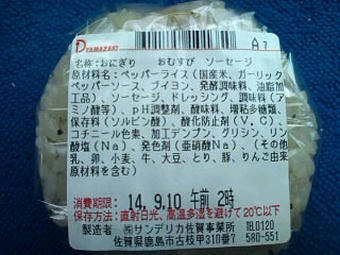 DYAMAZAKI A7
名称:おにぎり おむすび ソーセージ
原材料名:ペッパーライス(国産米、ガーリック
ペッパーソース、ブイヨン、発酵調味料、油脂加
工品)、ソーセージ、ドレッシング、調味料(ア
ミノ酸等)、pH調整剤、酸味料、増粘多糖類、
保存料(ソルビン酸)、酸化防止剤(V.C)、
コチニール色素、加工デンプン、グリシン、リン
酸塩(Na)、発色剤(亜硝酸Na)、(その他
乳、卵、小麦、牛、大豆、とり、豚、りんご由来
原材料を含む)
消費期限: 14.9.10 午前 2時
保存方法:直射日光、高温多湿を避けて20℃以下
製造者 ㈱サンデリカ佐賀事業所 TEL0120
佐賀県鹿島市古枝甲310番7 580-551